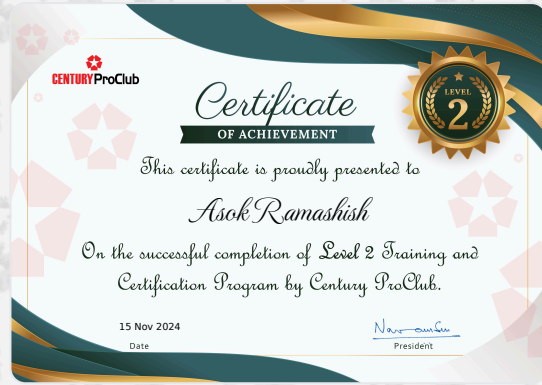 CENTURY ProClub
Certificate
OF ACHIEVEMENT
LEVEL
2
This certificate is proudly presented to
Asok Ramashish
On the successful completion of Level 2 Training and
Certification Program by Century ProClub.
15 Nov 2024
Date
President